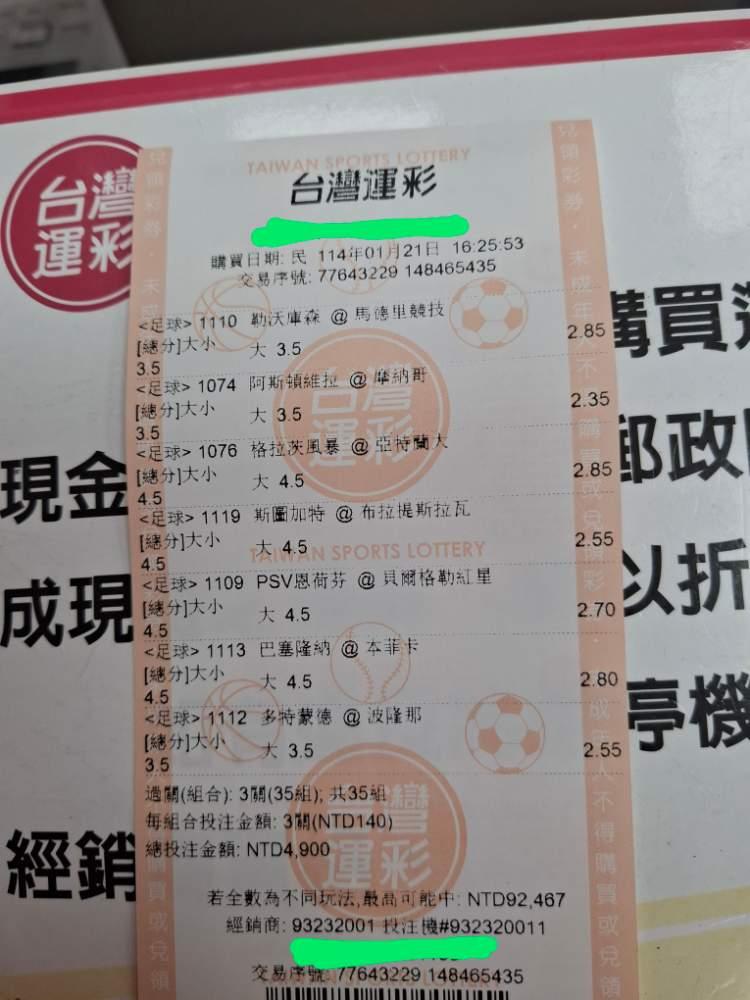 TAIWAN SPORTS LOTTERY
台灣運彩
台灣
運彩
購買日期: 民 114年01月21日 16:25:53
交易序號: 77643229 148465435
<足球> 1110 勒沃庫森 @ 馬德里競技
[總分]大小 大 3.5 2.85
3.5
<足球> 1074 阿斯頓維拉 @ 摩納哥
[總分]大小 大 3.5 2.35
3.5
<足球> 1076 格拉茨風暴 @ 亞特蘭大
[總分]大小 大 4.5 2.85
4.5
<足球> 1119 斯圖加特 @ 布拉提斯拉瓦
[總分]大小 大 4.5 2.55
4.5
TAIWAN SPORTS LOTTERY
<足球> 1109 PSV恩荷芬 @ 貝爾格勒紅星
[總分]大小 大 4.5 2.70
4.5
<足球> 1113 巴塞隆納 @ 本菲卡
[總分]大小 大 4.5 2.80
4.5
<足球> 1112 多特蒙德 @ 波隆那
[總分]大小 大 3.5 2.55
3.5
過關(組合): 3關(35組); 共35組
每組合投注金額: 3關(NTD140)
總投注金額: NTD4,900
若全數為不同玩法,最高可能中: NTD92,467
經銷商: 93232001 投注機#932320011
交易序號: 77643229 148465435
台灣
運彩
現金
成現
經銷
購買
郵政
以折
停機